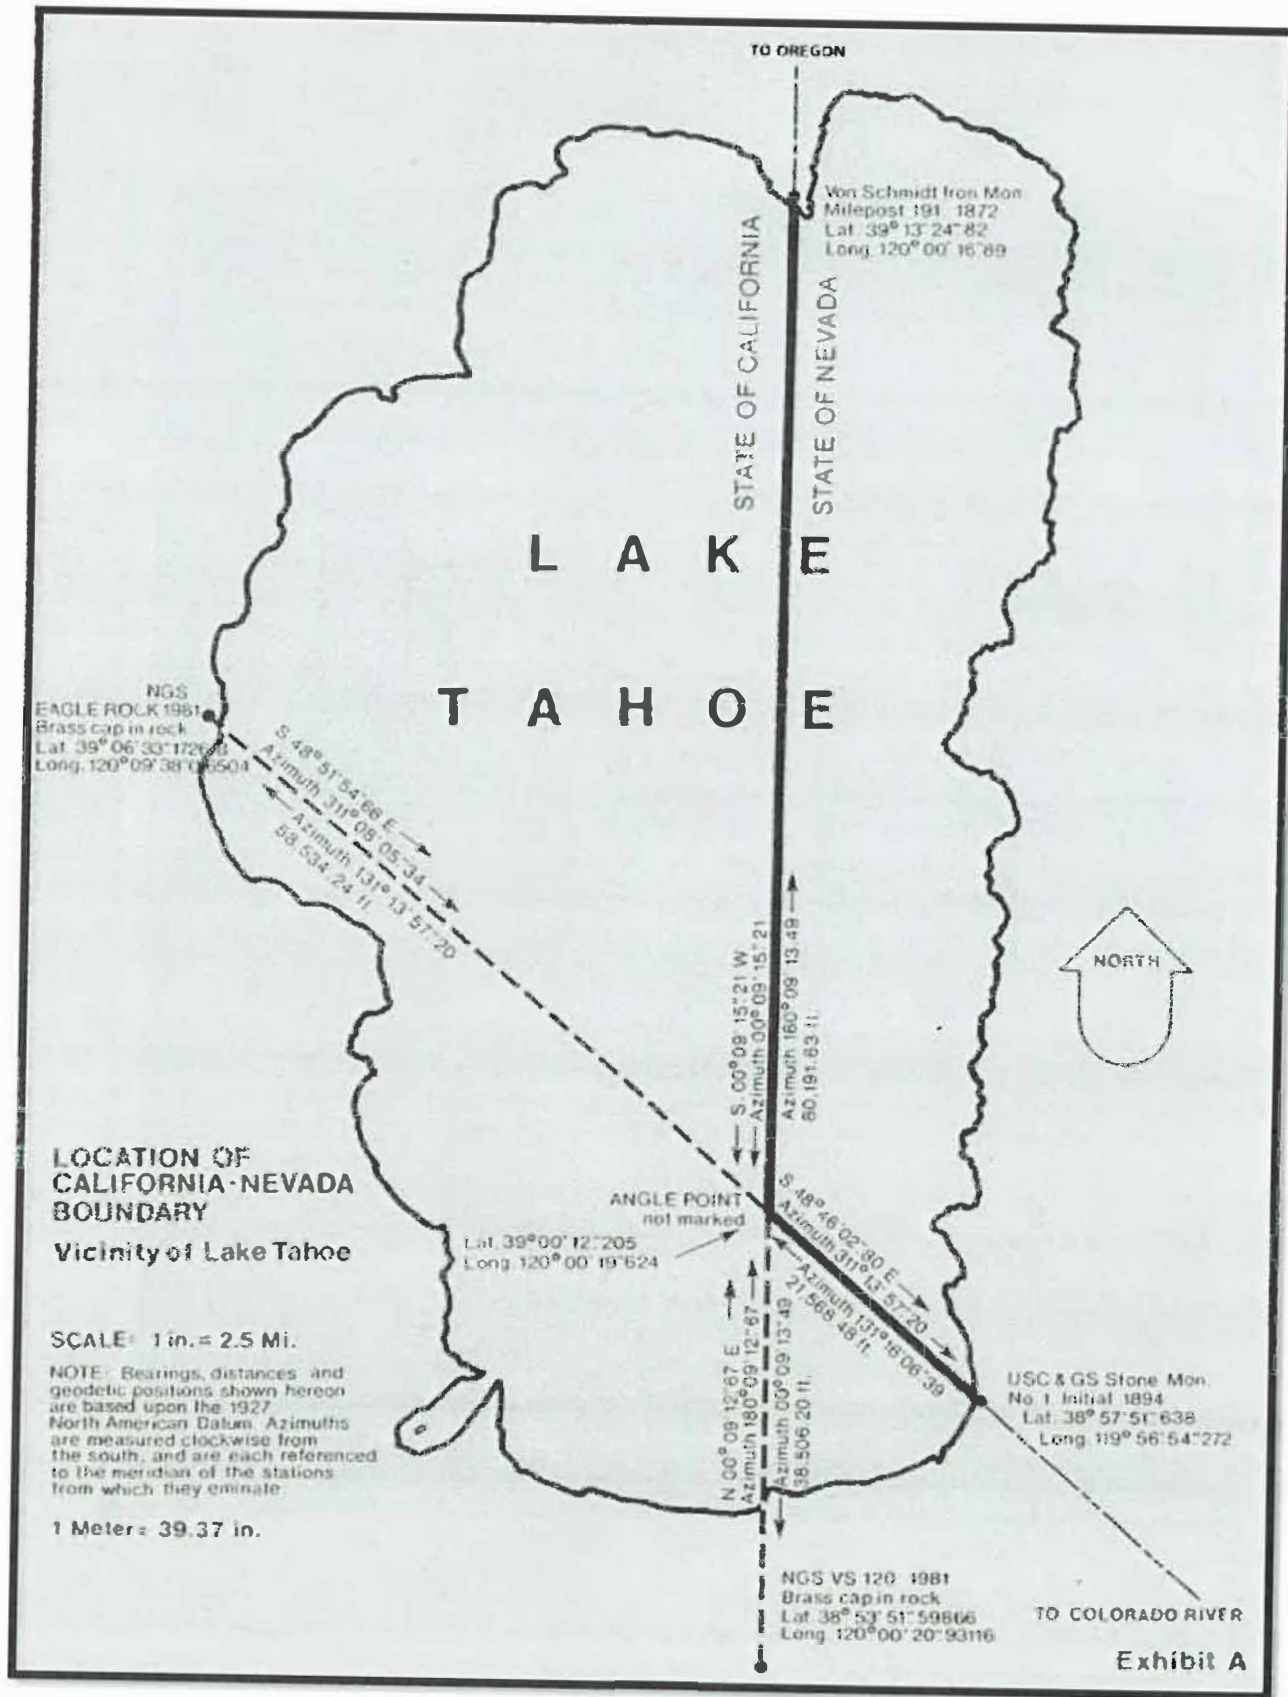 TO OREGON
Von Schmidt Iron Mon.
Milepost 191 1872
Lat. 39° 13' 24"82
Long. 120° 00' 16"89
STATE OF CALIFORNIA
STATE OF NEVADA
L A K E
T A H O E
NGS
EAGLE ROCK 1981
Brass cap in rock
Lat. 39° 06' 33"
Long. 120° 09' 38"
S 48° 51' 54"66 E
Azimuth 311° 08' 05"34
Azimuth 131° 13' 57"20
58,534.24 ft.
S. 00° 09' 15"21 W
Azimuth 00° 09' 15"21
Azimuth 180° 09' 13.49
80,191.63 ft.
NORTH
LOCATION OF
CALIFORNIA-NEVADA
BOUNDARY
Vicinity of Lake Tahoe
ANGLE POINT
not marked
Lat. 39° 00' 12"205
Long. 120° 00' 19"624
S 48° 46' 02"80 E
Azimuth 311° 13' 57"20
Azimuth 131° 16' 06"39
21,568.48 ft.
SCALE: 1 in. = 2.5 Mi.
NOTE: Bearings, distances and
geodetic positions shown hereon
are based upon the 1927
North American Datum. Azimuths
are measured clockwise from
the south, and are each referenced
to the meridian of the stations
from which they eminate
1 Meter = 39.37 in.
N 00° 09' 12"67 E
Azimuth 180° 09' 12"67
Azimuth 00° 09' 13"49
38,506.20 ft.
USC & GS Stone Mon.
No. 1 Initial 1894
Lat. 38° 57' 51"638
Long. 119° 56' 54"272
NGS VS 120 1981
Brass cap in rock
Lat. 38° 53' 51"59866
Long. 120° 00' 20"93116
TO COLORADO RIVER
Exhibit A